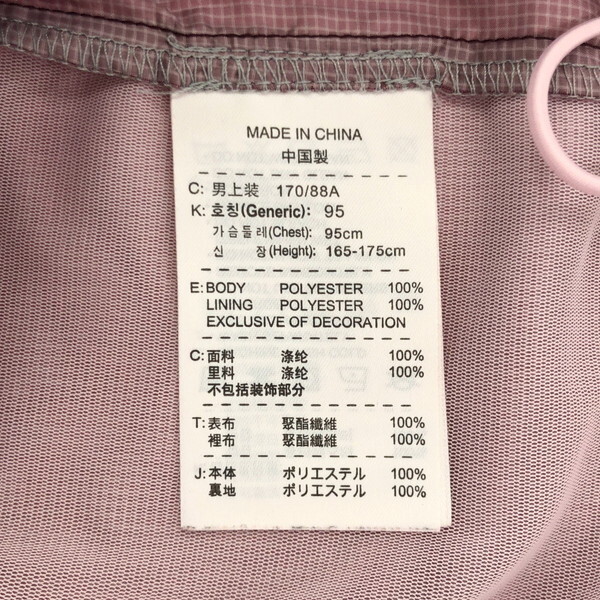 MADE IN CHINA
中国製
C: 男上装 170/88A
K: 호칭(Generic): 95
가슴둘레(Chest): 95cm
신 장(Height): 165-175cm
E: BODY POLYESTER 100%
LINING POLYESTER 100%
EXCLUSIVE OF DECORATION
C: 面料 涤纶 100%
里料 涤纶 100%
不包括装饰部分
T: 表布 聚酯纖維 100%
裡布 聚酯纖維 100%
J: 本体 ポリエステル 100%
裏地 ポリエステル 100%